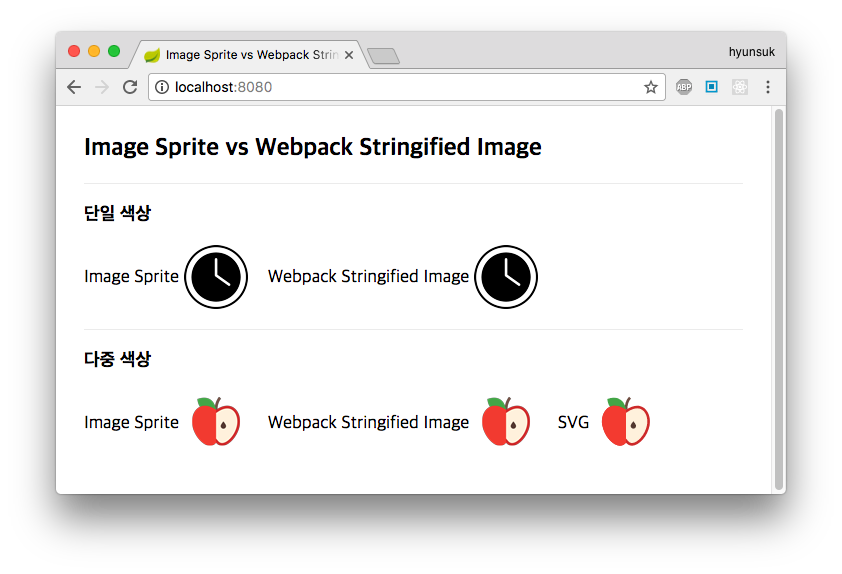 Image Sprite vs Webpack Strin
hyunsuk
localhost:8080
ABP
Image Sprite vs Webpack Stringified Image
단일 색상
Image Sprite Webpack Stringified Image
다중 색상
Image Sprite Webpack Stringified Image SVG